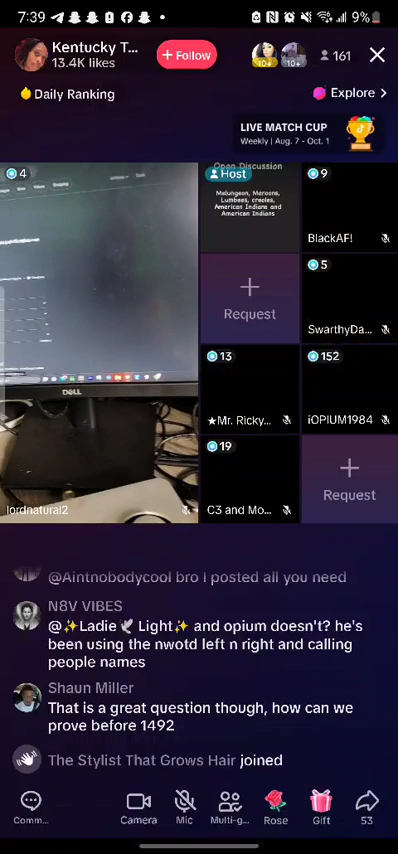 7:39
9%
Kentucky T...
13.4K likes
+ Follow
10+
10+
161
Daily Ranking
Explore >
LIVE MATCH CUP
Weekly | Aug. 7 - Oct. 1
4
Open Discussion
Host
Melungeon, Maroons,
Lumbees, creoles,
American Indians and
American Indians
9
BlackAF!
Request
5
SwarthyDa...
DELL
lordnatural2
13
★Mr. Ricky...
152
iOPIUM1984
19
C3 and Mo...
Request
@Aintnobodycool bro I posted all you need
N8V VIBES
@✨Ladie🕊 Light✨ and opium doesn't? he's
been using the nwotd left n right and calling
people names
Shaun Miller
That is a great question though, how can we
prove before 1492
The Stylist That Grows Hair joined
Comm...
Camera
Mic
Multi-g...
Rose
Gift
53